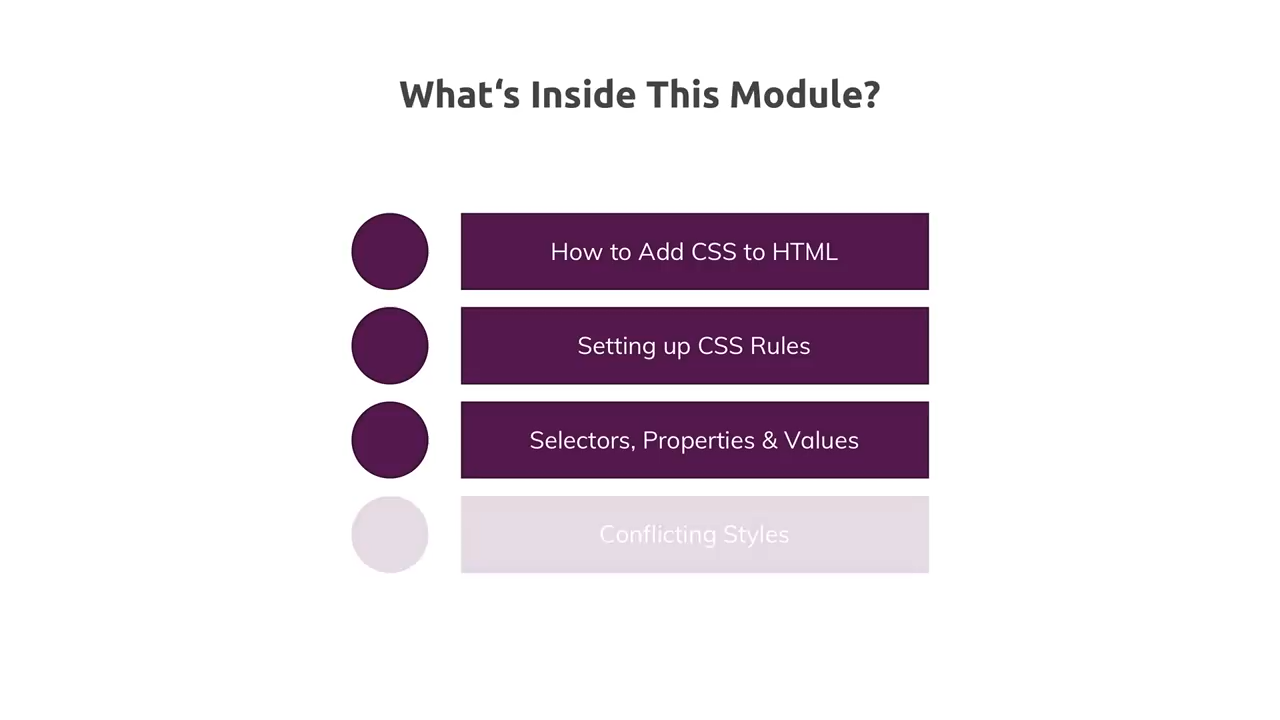 What‘s Inside This Module?
How to Add CSS to HTML
Setting up CSS Rules
Selectors, Properties & Values
Conflicting Styles